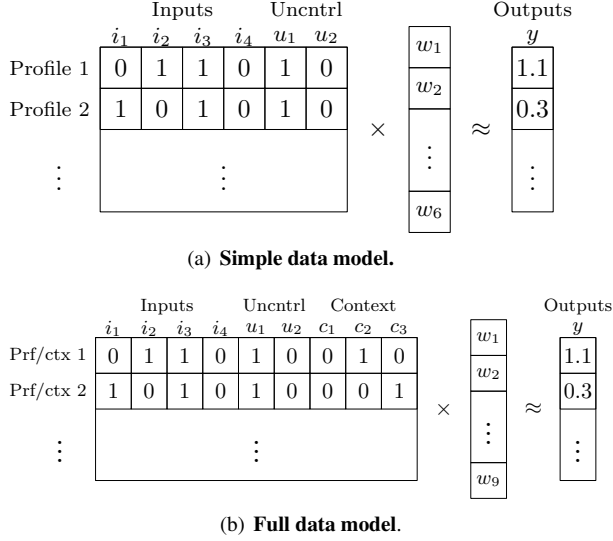 Inputs Uncntrl Outputs
i1 i2 i3 i4 u1 u2 y
Profile 1 0 1 1 0 1 0 w1 1.1
Profile 2 1 0 1 0 1 0 × w2 ≈ 0.3
⋮ ⋮ ⋮ ⋮
w6
(a) Simple data model.
Inputs Uncntrl Context Outputs
i1 i2 i3 i4 u1 u2 c1 c2 c3 y
Prf/ctx 1 0 1 1 0 1 0 0 1 0 w1 1.1
Prf/ctx 2 1 0 1 0 1 0 0 0 1 × w2 ≈ 0.3
⋮ ⋮ ⋮ ⋮
w9
(b) Full data model.